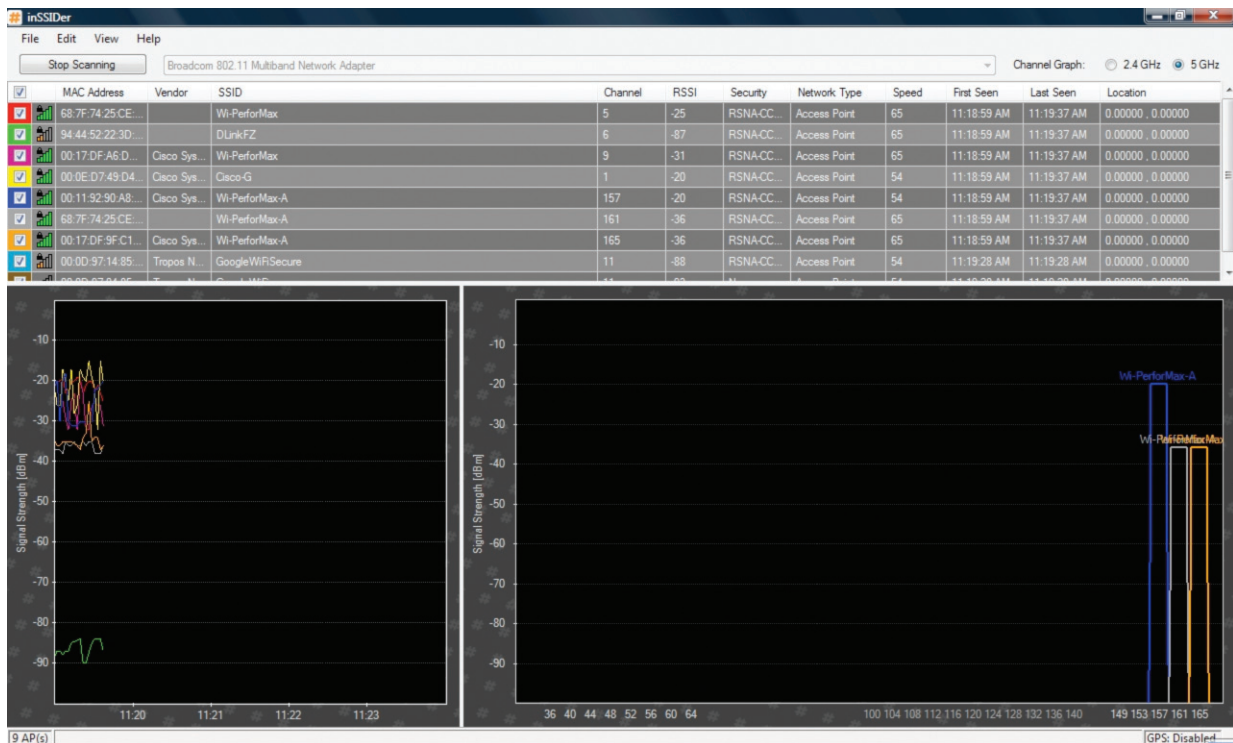 inSSIDer
File Edit View Help
Stop Scanning Broadcom 802.11 Multiband Network Adapter Channel Graph: 2.4 GHz 5 GHz
MAC Address Vendor SSID Channel RSSI Security Network Type Speed First Seen Last Seen Location
68:7F:74:25:CE:... Wi-PerforMax 5 -25 RSNA-CC... Access Point 65 11:18:59 AM 11:19:37 AM 0.00000 , 0.00000
94:44:52:22:3D:... DLinkFZ 6 -87 RSNA-CC... Access Point 65 11:18:59 AM 11:19:37 AM 0.00000 , 0.00000
00:17:DF:A6:D... Cisco Sys... Wi-PerforMax 9 -31 RSNA-CC... Access Point 65 11:18:59 AM 11:19:37 AM 0.00000 , 0.00000
00:0E:D7:49:D4... Cisco Sys... Cisco-G 1 -20 RSNA-CC... Access Point 54 11:18:59 AM 11:19:37 AM 0.00000 , 0.00000
00:11:92:90:A8:... Cisco Sys... Wi-PerforMax-A 157 -20 RSNA-CC... Access Point 54 11:18:59 AM 11:19:37 AM 0.00000 , 0.00000
68:7F:74:25:CE:... Wi-PerforMax-A 161 -36 RSNA-CC... Access Point 65 11:18:59 AM 11:19:37 AM 0.00000 , 0.00000
00:17:DF:9F:C1... Cisco Sys... Wi-PerforMax-A 165 -36 RSNA-CC... Access Point 65 11:18:59 AM 11:19:37 AM 0.00000 , 0.00000
00:0D:97:14:85:... Tropos N... GoogleWiFiSecure 11 -88 RSNA-CC... Access Point 54 11:19:28 AM 11:19:28 AM 0.00000 , 0.00000
Signal Strength [dBm]
-10
-20
-30
-40
-50
-60
-70
-80
-90
11:20 11:21 11:22 11:23
Signal Strength [dBm]
-10
-20
-30
-40
-50
-60
-70
-80
-90
Wi-PerforMax-A
36 40 44 48 52 56 60 64 100 104 108 112 116 120 124 128 132 136 140 149 153 157 161 165
9 AP(s) GPS: Disabled